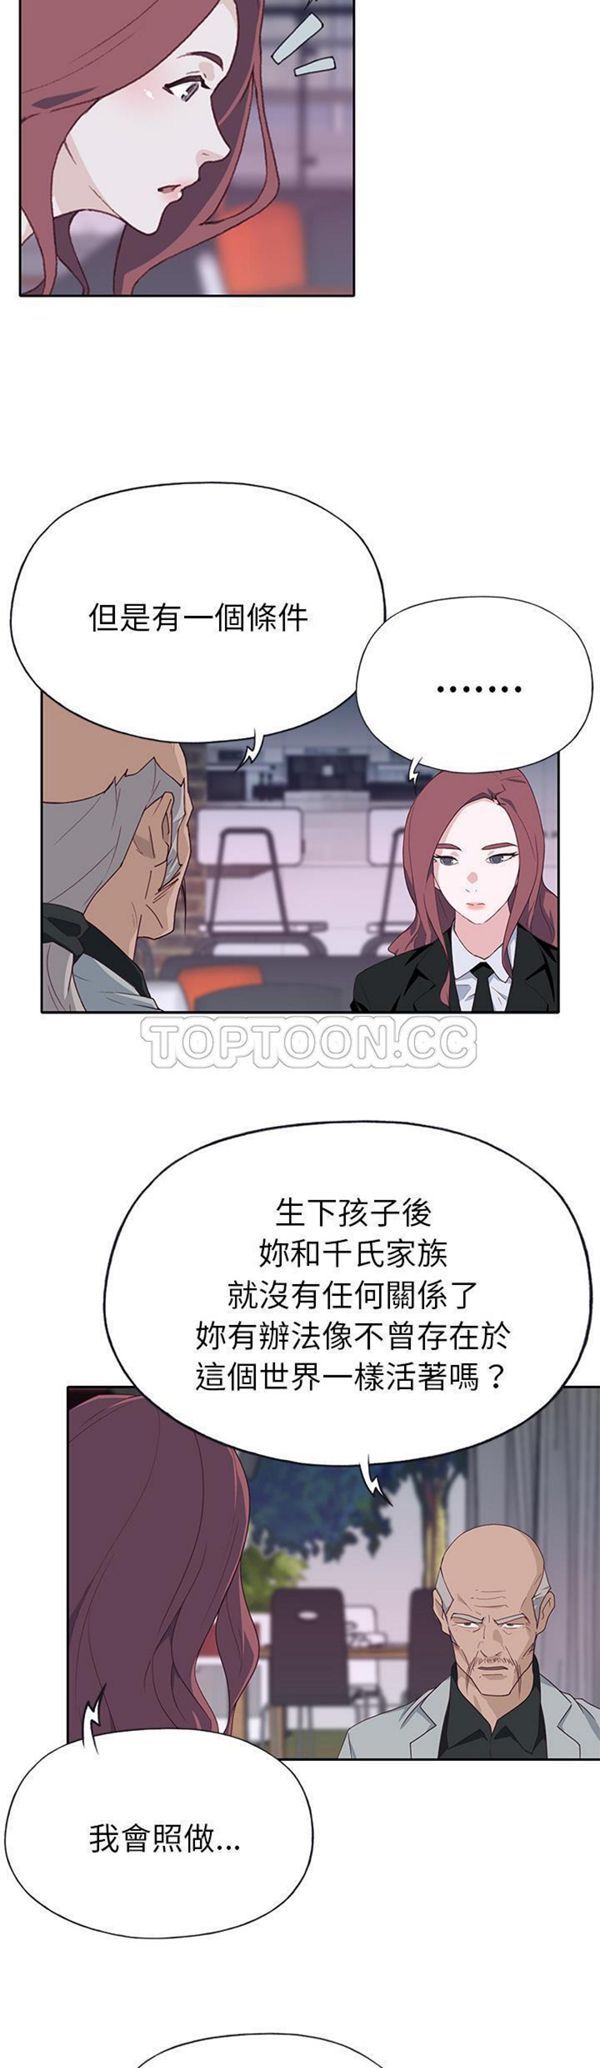 但是有一個條件
.......
TOPTOON.CC
生下孩子後
妳和千氏家族
就沒有任何關係了
妳有辦法像不曾存在於
這個世界一樣活著嗎？
我會照做...